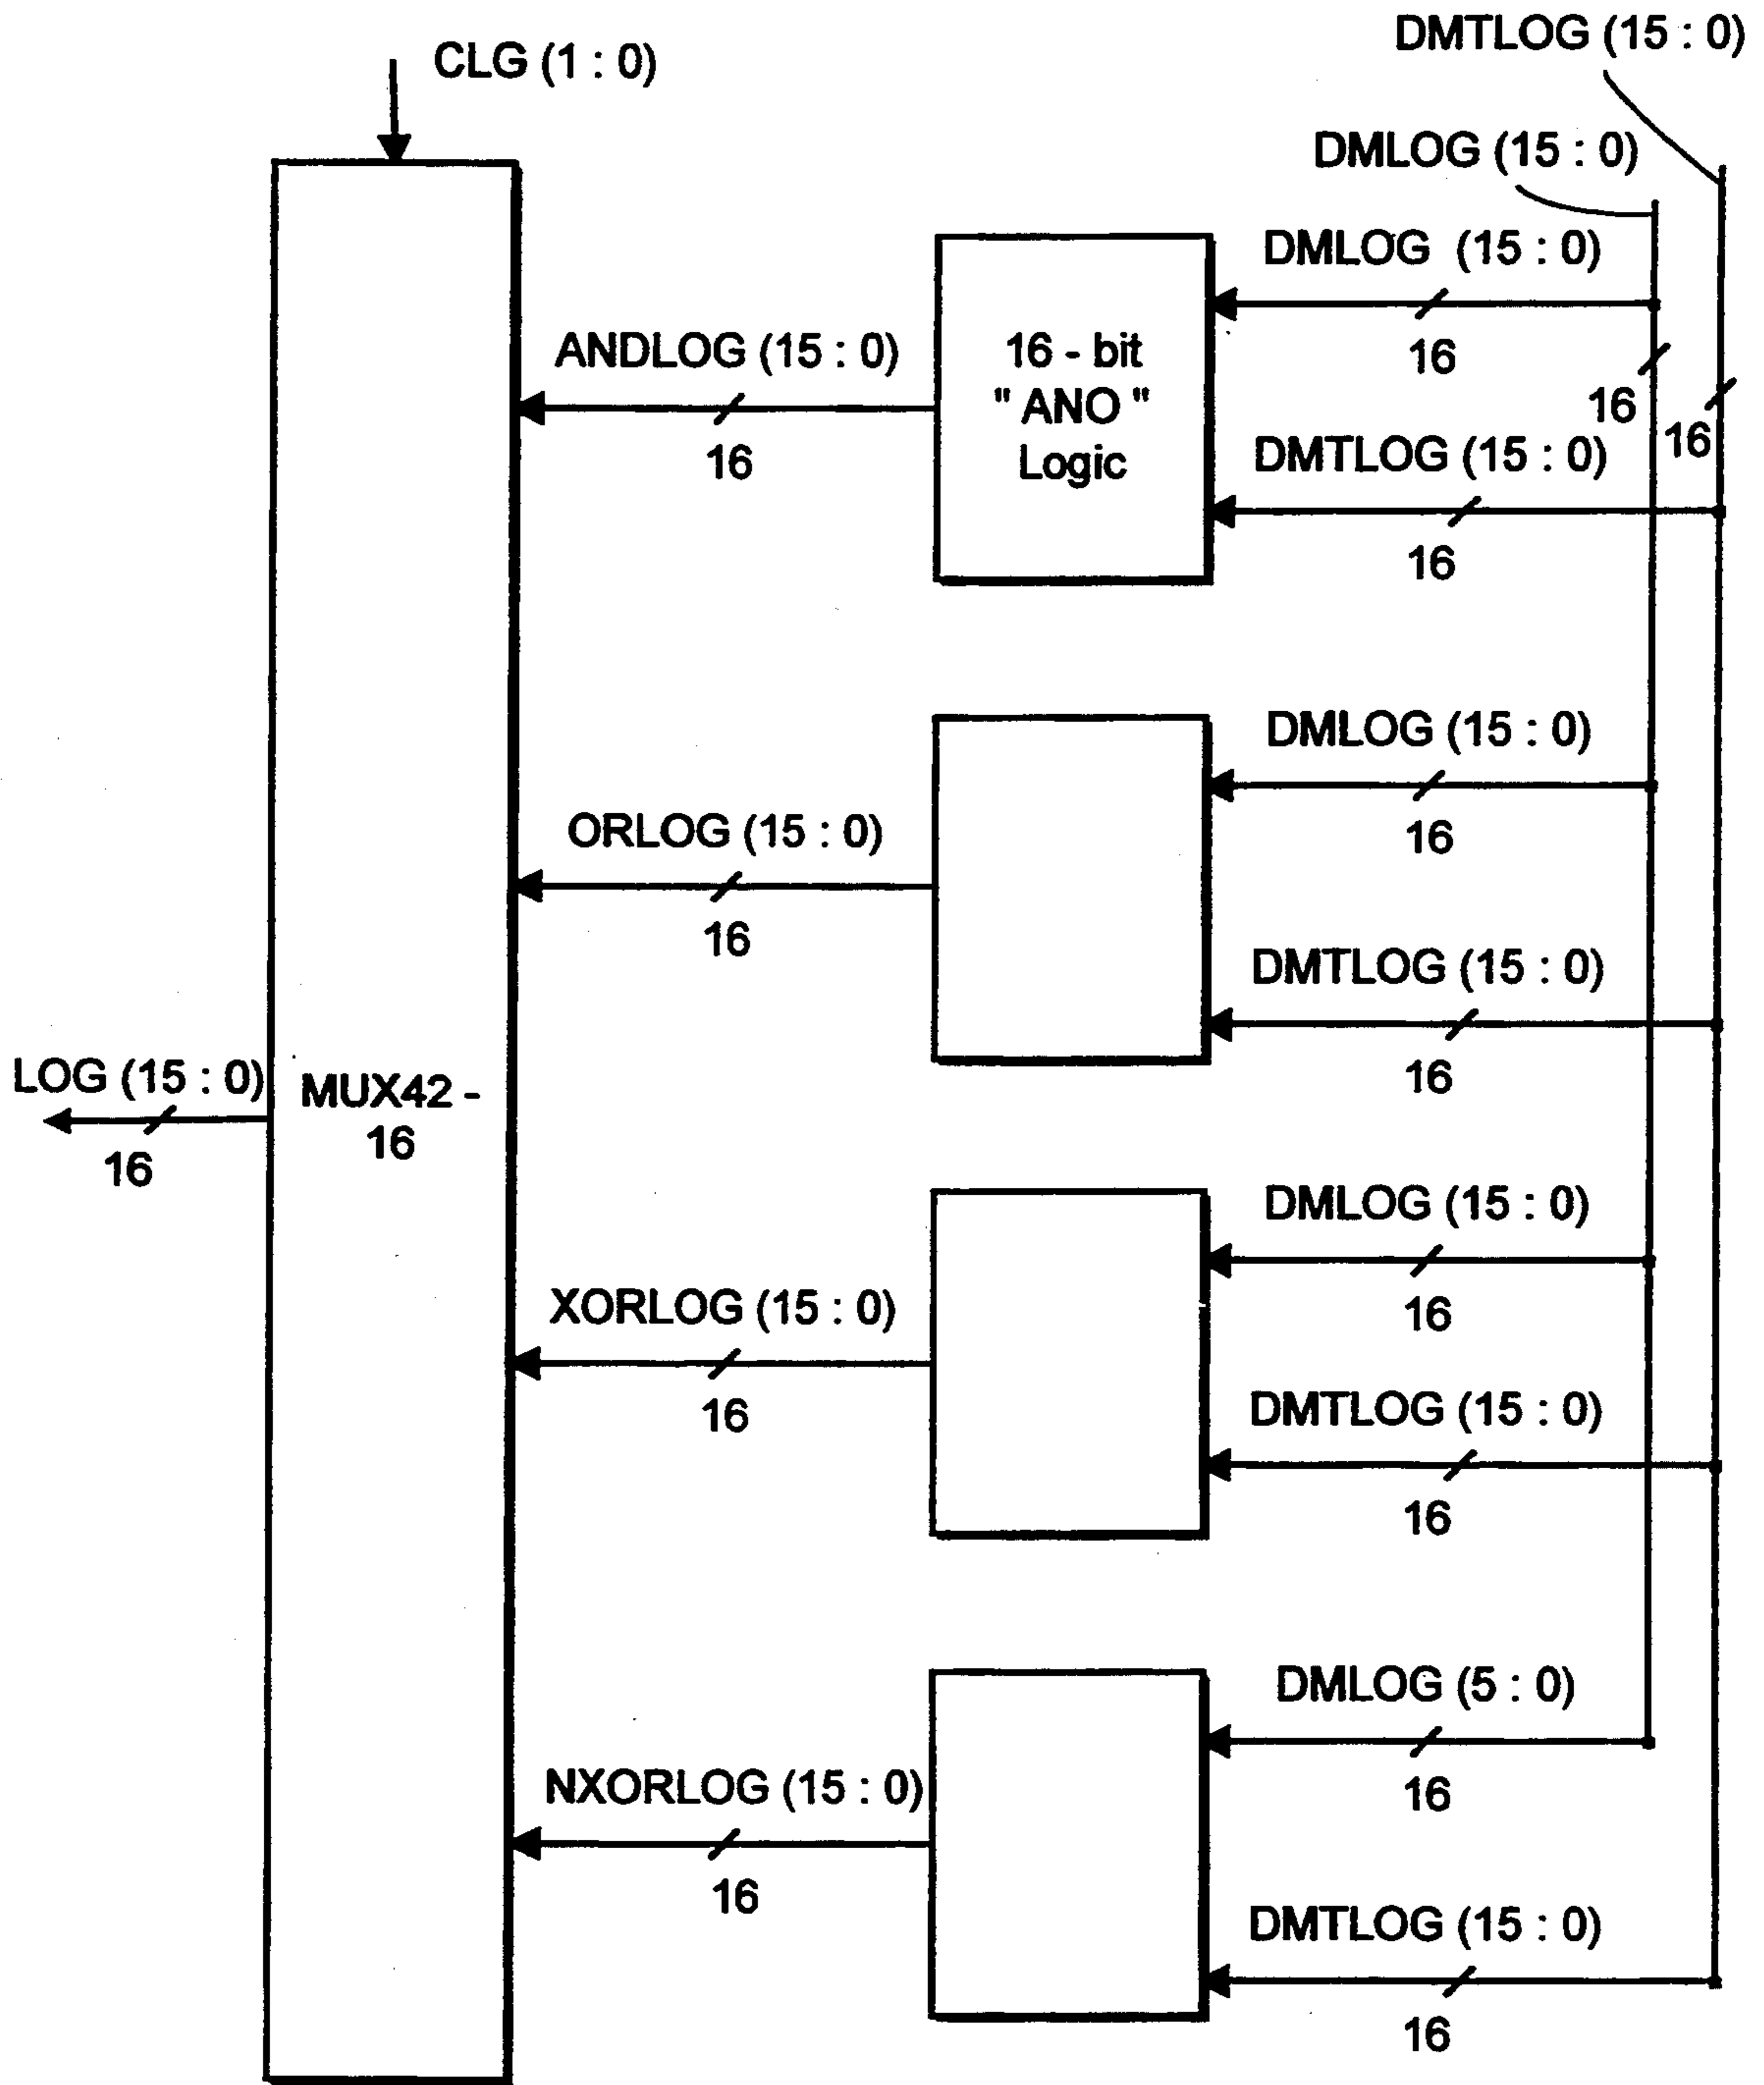 DMTLOG (15 : 0)
CLG (1 : 0)
DMLOG (15 : 0)
DMLOG (15 : 0)
16
16
16
ANDLOG (15 : 0)
16
16 - bit
" ANO "
Logic
DMTLOG (15 : 0)
16
DMLOG (15 : 0)
16
ORLOG (15 : 0)
16
DMTLOG (15 : 0)
16
LOG (15 : 0)
16
MUX42 -
16
DMLOG (15 : 0)
16
XORLOG (15 : 0)
16
DMTLOG (15 : 0)
16
DMLOG (5 : 0)
16
NXORLOG (15 : 0)
16
DMTLOG (15 : 0)
16